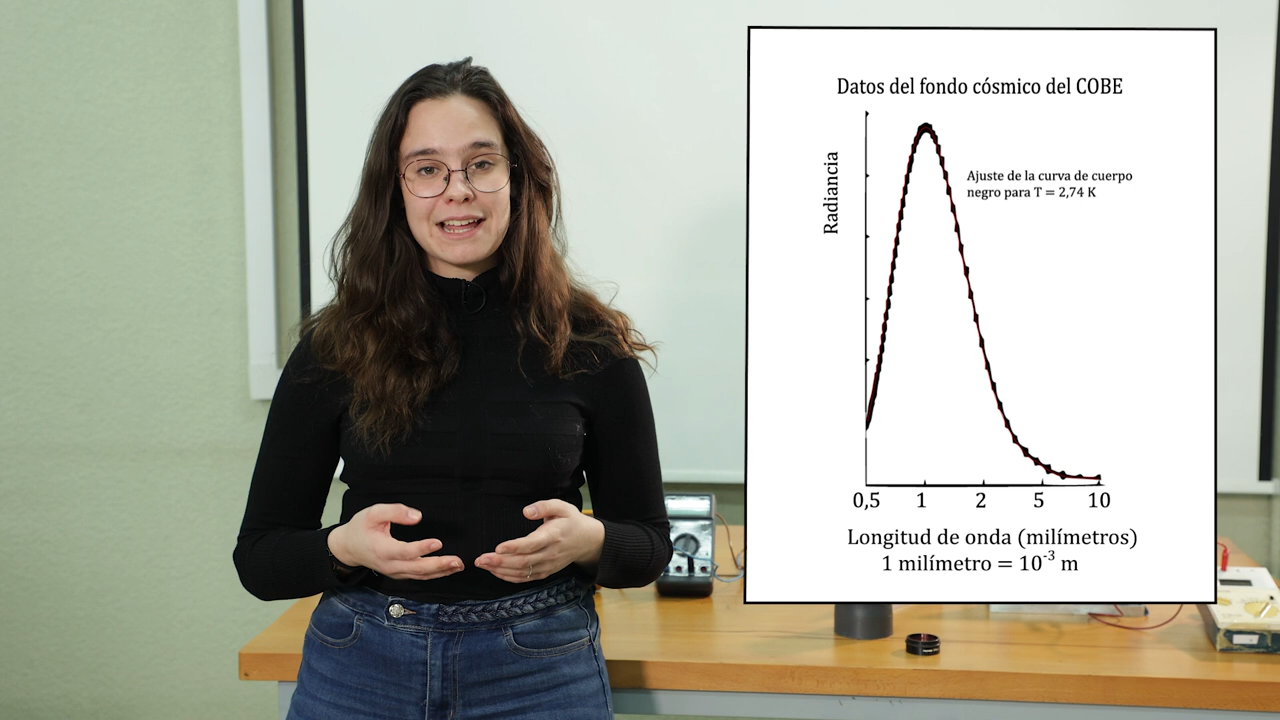 Datos del fondo cósmico del COBE
Radiancia
Ajuste de la curva de cuerpo
negro para T = 2,74 K
0,5 1 2 5 10
Longitud de onda (milímetros)
1 milímetro = 10⁻³ m